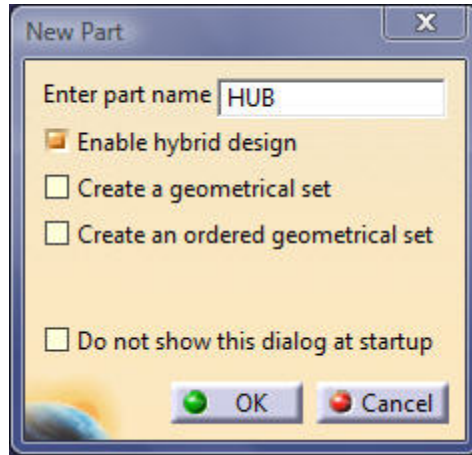 New Part
Enter part name HUB
Enable hybrid design
Create a geometrical set
Create an ordered geometrical set
Do not show this dialog at startup
OK Cancel